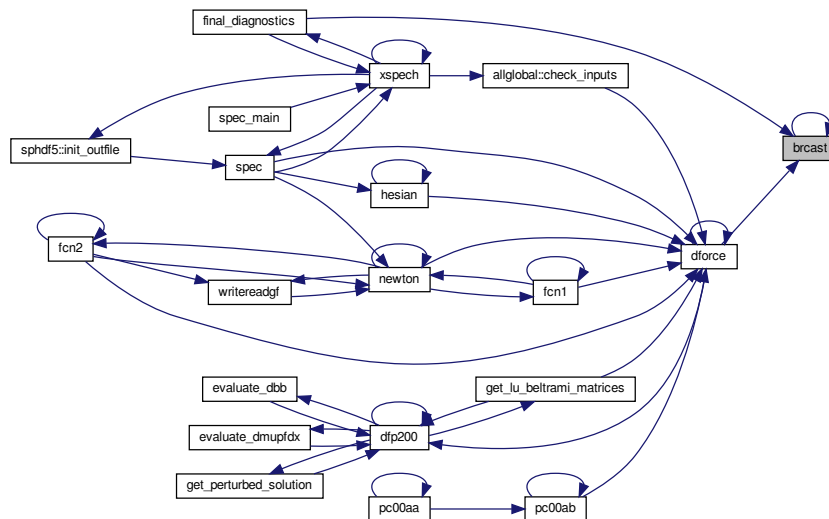 final_diagnostics
xspech
allglobal::check_inputs
spec_main
sphdf5::init_outfile
brcast
spec
hesian
fcn2
dforce
newton
writereadgf
fcn1
evaluate_dbb
get_lu_beltrami_matrices
evaluate_dmupfdx
dfp200
get_perturbed_solution
pc00aa
pc00ab